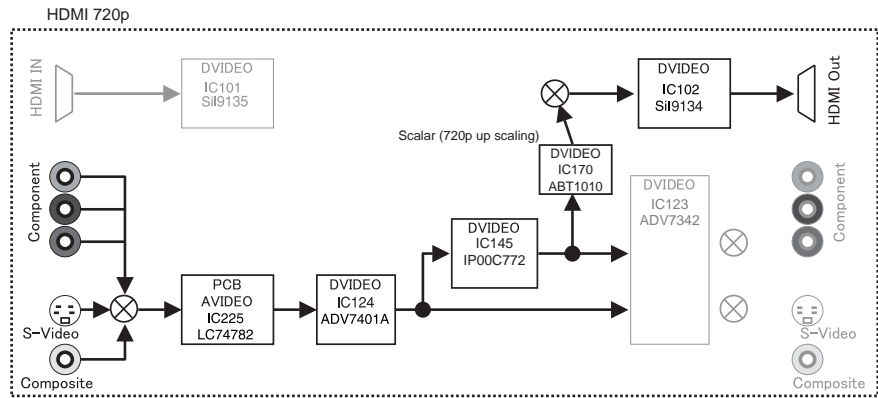 HDMI 720p
HDMI IN
DVIDEO
IC101
SiI9135
DVIDEO
IC102
SiI9134
HDMI Out
Scalar (720p up scaling)
DVIDEO
IC170
ABT1010
Component
DVIDEO
IC145
IP00C772
DVIDEO
IC123
ADV7342
Component
PCB
AVIDEO
IC225
LC74782
DVIDEO
IC124
ADV7401A
S-Video
Composite
S-Video
Composite